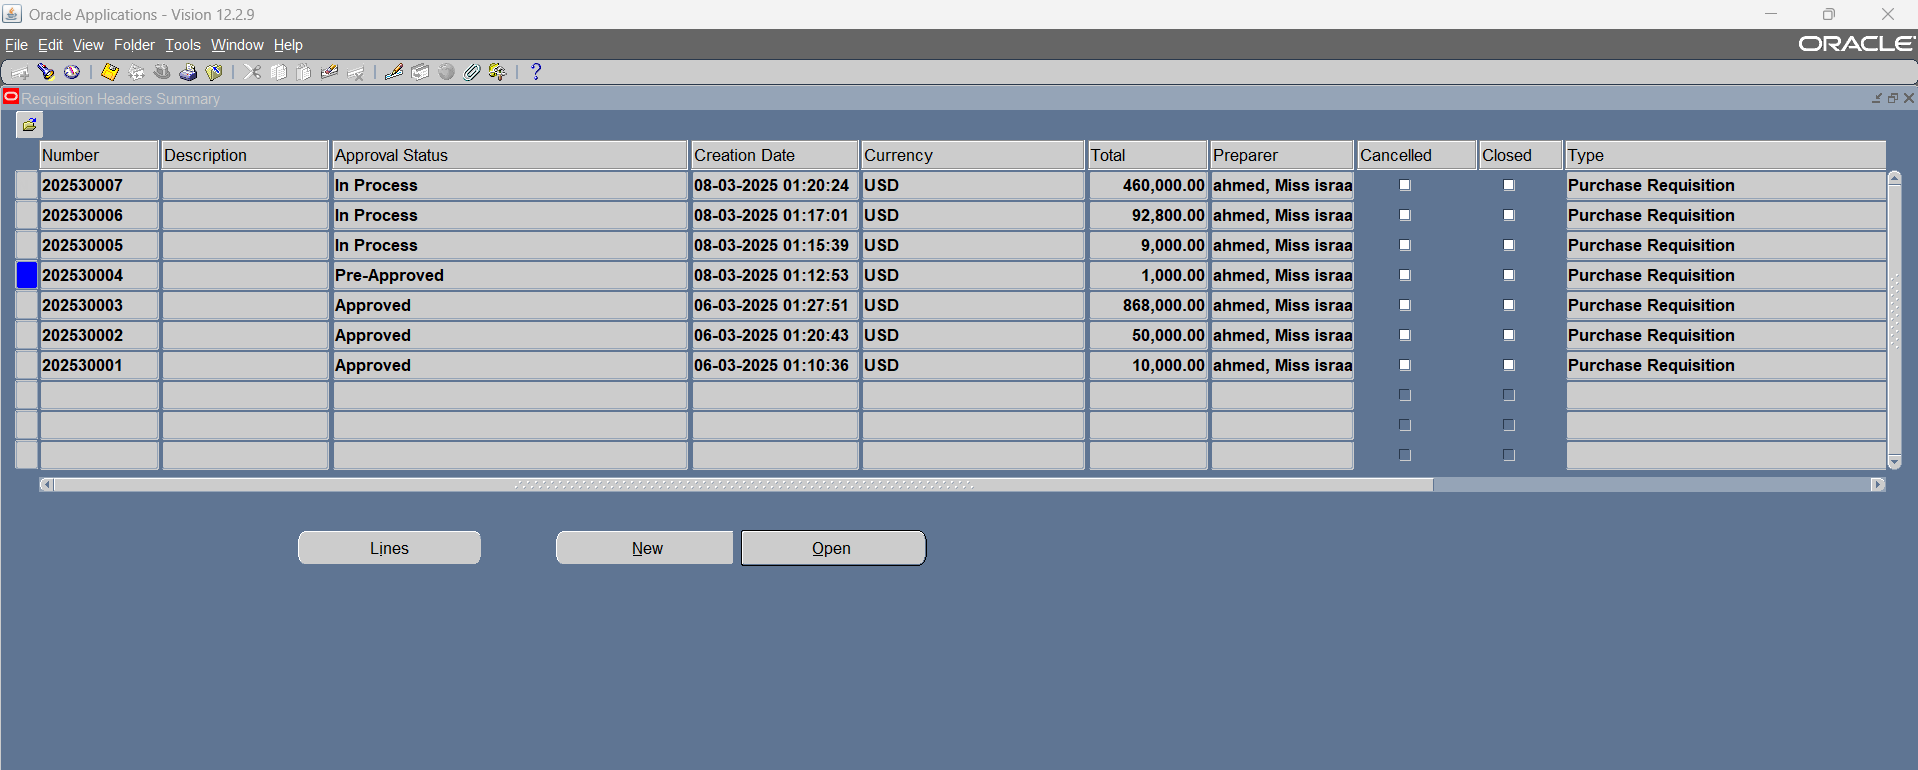 Oracle Applications - Vision 12.2.9
File Edit View Folder Tools Window Help
ORACLE
Requisition Headers Summary
Number Description Approval Status Creation Date Currency Total Preparer Cancelled Closed Type
202530007 In Process 08-03-2025 01:20:24 USD 460,000.00 ahmed, Miss israa Purchase Requisition
202530006 In Process 08-03-2025 01:17:01 USD 92,800.00 ahmed, Miss israa Purchase Requisition
202530005 In Process 08-03-2025 01:15:39 USD 9,000.00 ahmed, Miss israa Purchase Requisition
202530004 Pre-Approved 08-03-2025 01:12:53 USD 1,000.00 ahmed, Miss israa Purchase Requisition
202530003 Approved 06-03-2025 01:27:51 USD 868,000.00 ahmed, Miss israa Purchase Requisition
202530002 Approved 06-03-2025 01:20:43 USD 50,000.00 ahmed, Miss israa Purchase Requisition
202530001 Approved 06-03-2025 01:10:36 USD 10,000.00 ahmed, Miss israa Purchase Requisition
Lines New Open